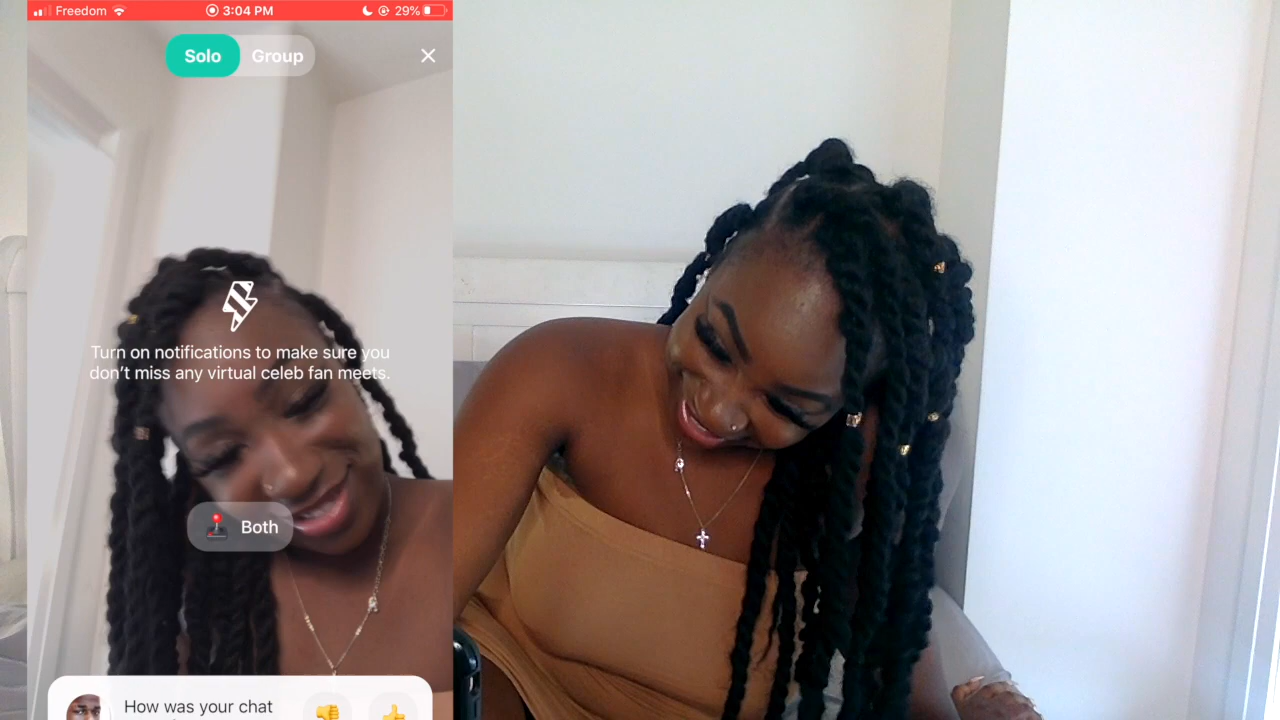 Freedom
3:04 PM
29%
Solo
Group
Turn on notifications to make sure you
don't miss any virtual celeb fan meets.
Both
How was your chat